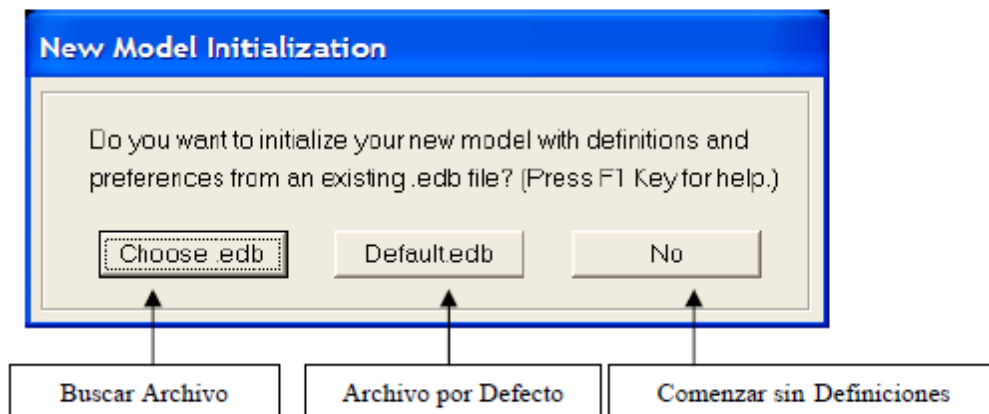 New Model Initialization
Do you want to initialize your new model with definitions and
preferences from an existing .edb file? (Press F1 Key for help.)
Choose .edb Default.edb No
Buscar Archivo Archivo por Defecto Comenzar sin Definiciones